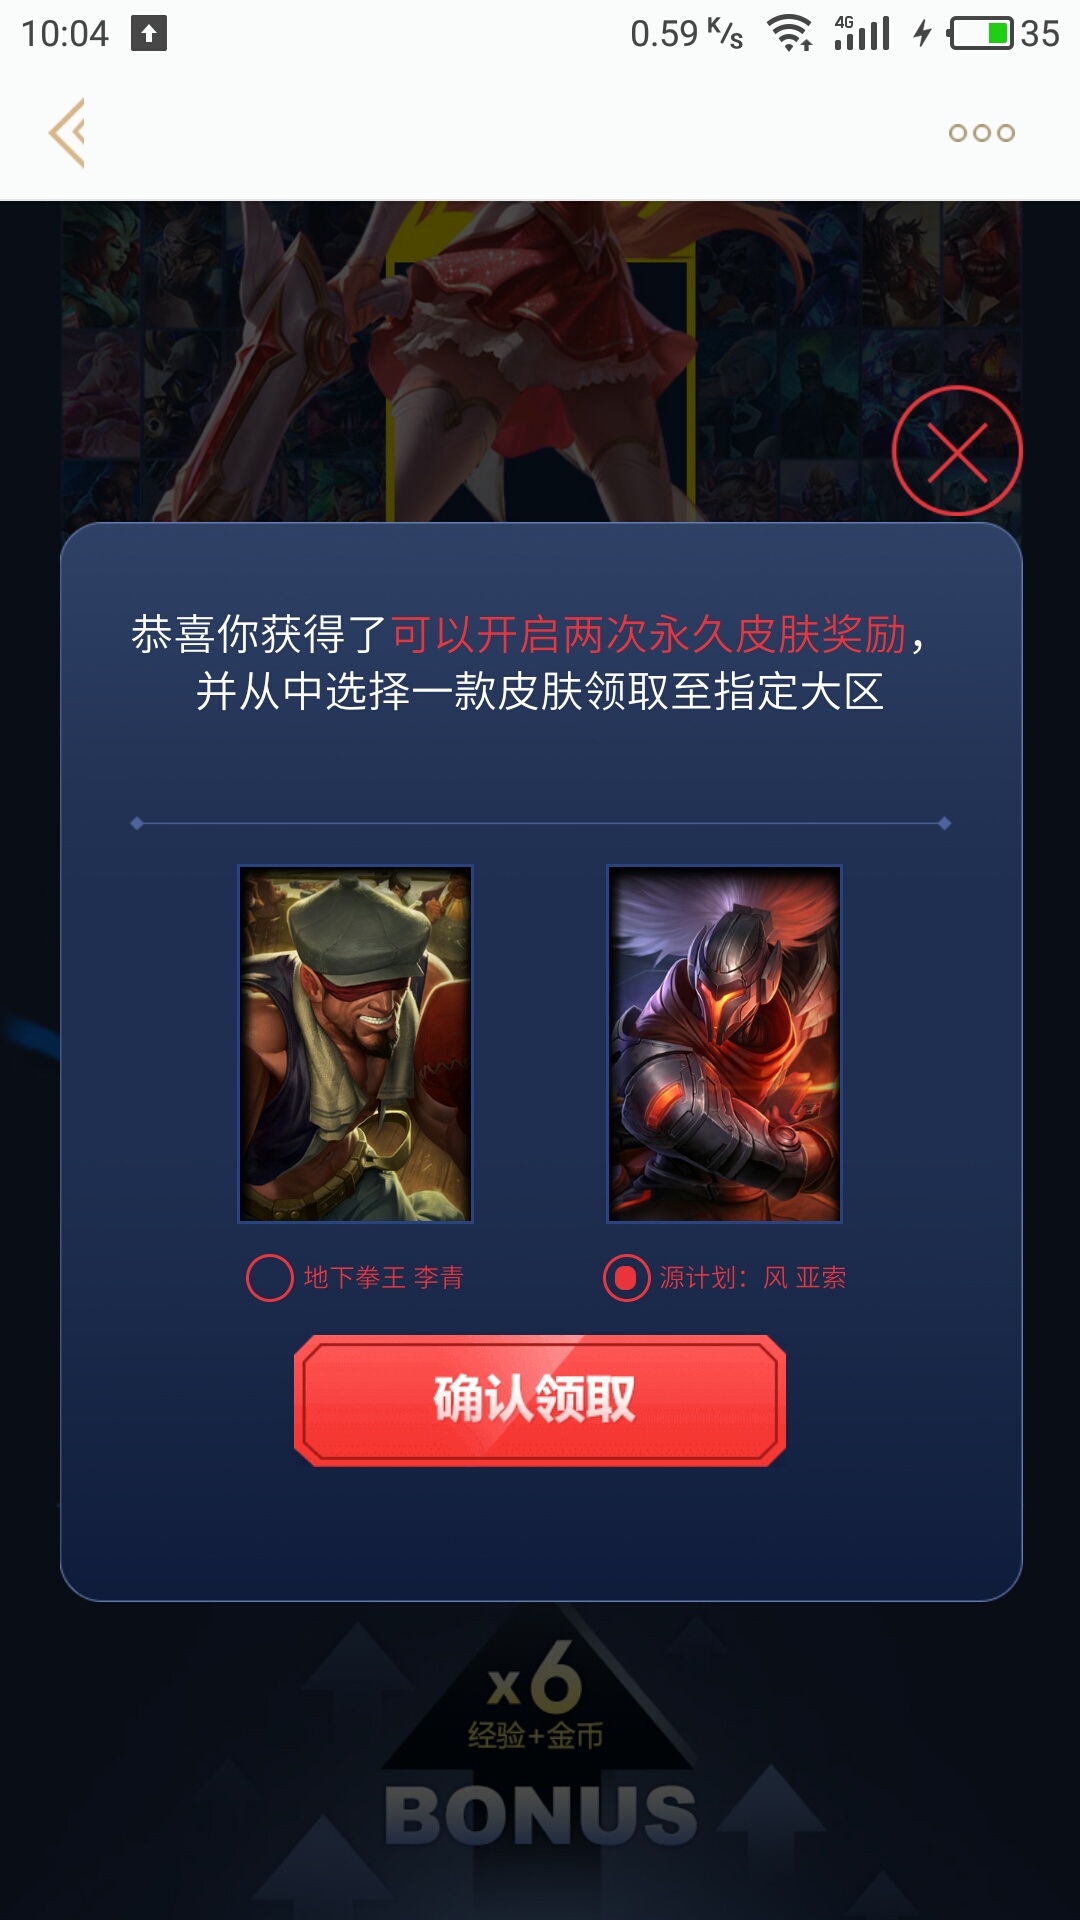 10:04 0.59 K/s 4G 35
恭喜你获得了可以开启两次永久皮肤奖励，
并从中选择一款皮肤领取至指定大区
地下拳王 李青 源计划：风 亚索
确认领取
x6
经验+金币
BONUS